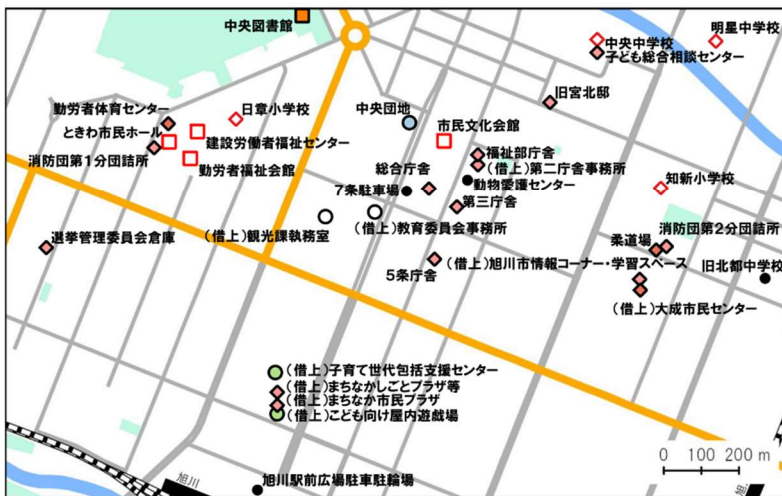 中央図書館
明星中学校
中央中学校
子ども総合相談センター
旧宮北邸
勤労者体育センター
日章小学校
中央団地
ときわ市民ホール
建設労働者福祉センター
市民文化会館
消防団第1分団詰所
勤労者福祉会館
福祉部庁舎
(借上)第二庁舎事務所
総合庁舎
動物愛護センター
7条駐車場
知新小学校
第三庁舎
(借上)観光課執務室
(借上)教育委員会事務所
消防団第2分団詰所
選挙管理委員会倉庫
柔道場
(借上)旭川市情報コーナー・学習スペース
旧北都中学校
5条庁舎
(借上)大成市民センター
(借上)子育て世代包括支援センター
(借上)まちなかしごとプラザ等
(借上)まちなか市民プラザ
(借上)こども向け屋内遊戯場
0 100 200 m
旭川
旭川駅前広場駐車駐輪場